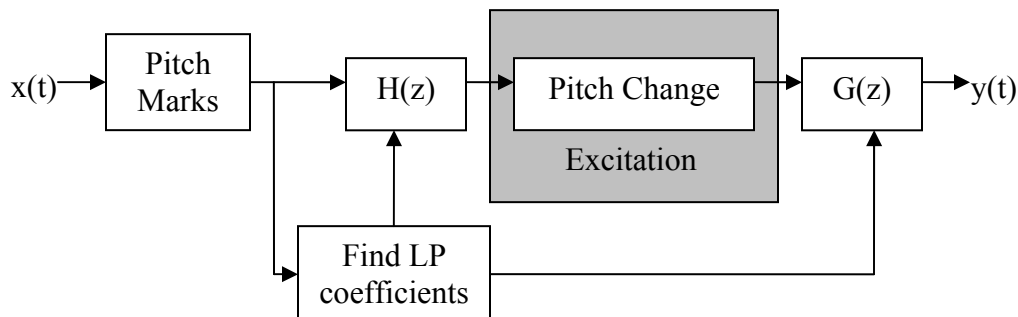 x(t)
Pitch
Marks
H(z)
Pitch Change
Excitation
G(z)
y(t)
Find LP
coefficients